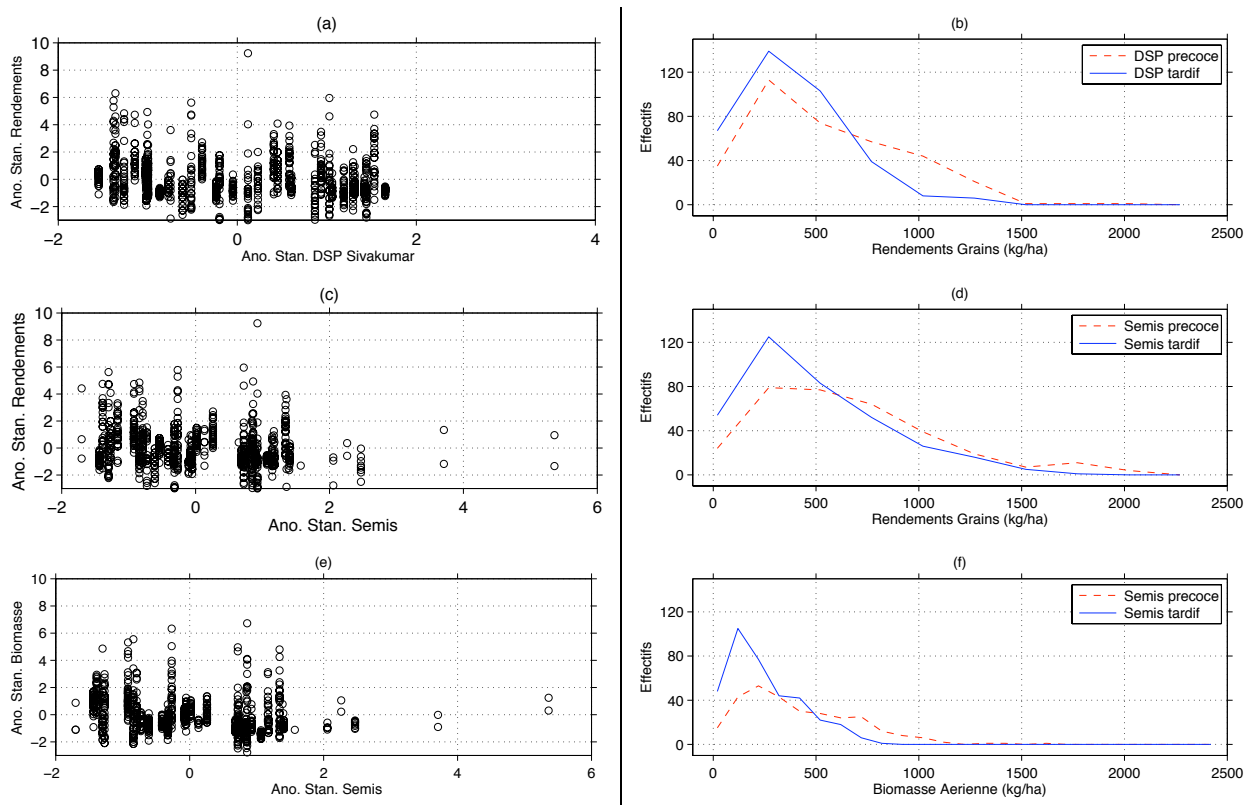 (a)
Ano. Stan. Rendements
10
8
6
4
2
0
−2
−2
0
2
4
Ano. Stan. DSP Sivakumar
(b)
Effectifs
120
80
40
0
DSP precoce
DSP tardif
0
500
1000
1500
2000
2500
Rendements Grains (kg/ha)
(c)
Ano. Stan. Rendements
10
8
6
4
2
0
−2
−2
0
2
4
6
Ano. Stan. Semis
(d)
Effectifs
120
80
40
0
Semis precoce
Semis tardif
0
500
1000
1500
2000
2500
Rendements Grains (kg/ha)
(e)
Ano. Stan. Biomasse
10
8
6
4
2
0
−2
−2
0
2
4
6
Ano. Stan. Semis
(f)
Effectifs
120
80
40
0
Semis precoce
Semis tardif
0
500
1000
1500
2000
2500
Biomasse Aerienne (kg/ha)